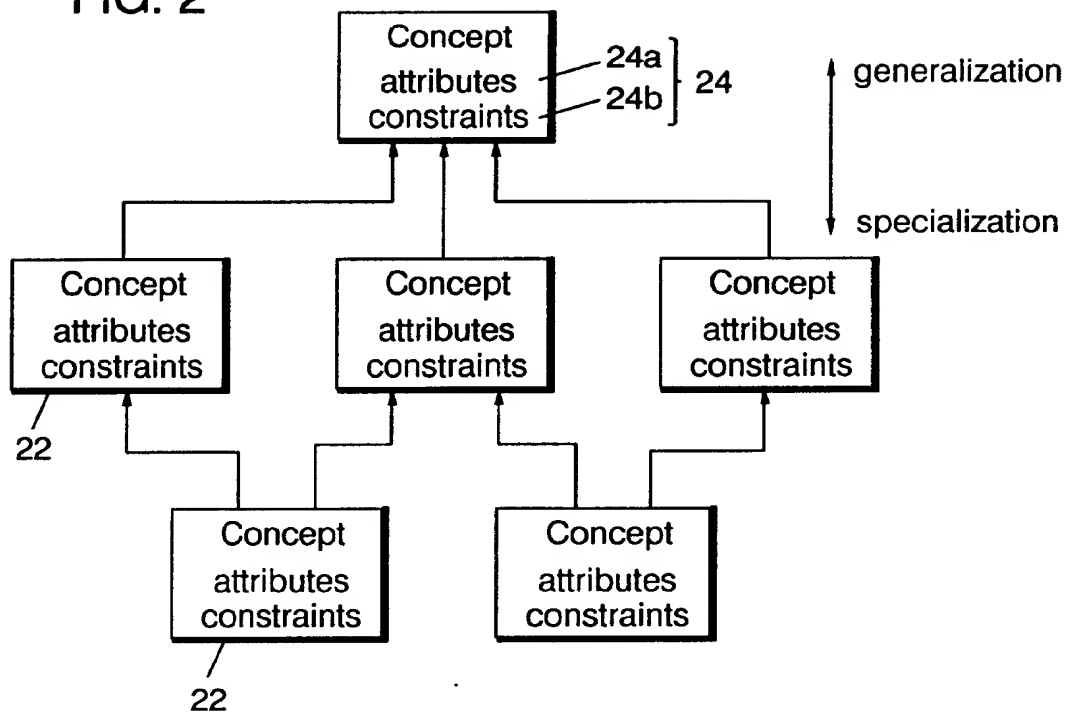 FIG. 2
Concept
attributes
constraints
24a
24b
24
generalization
specialization
Concept
attributes
constraints
Concept
attributes
constraints
Concept
attributes
constraints
22
Concept
attributes
constraints
Concept
attributes
constraints
22